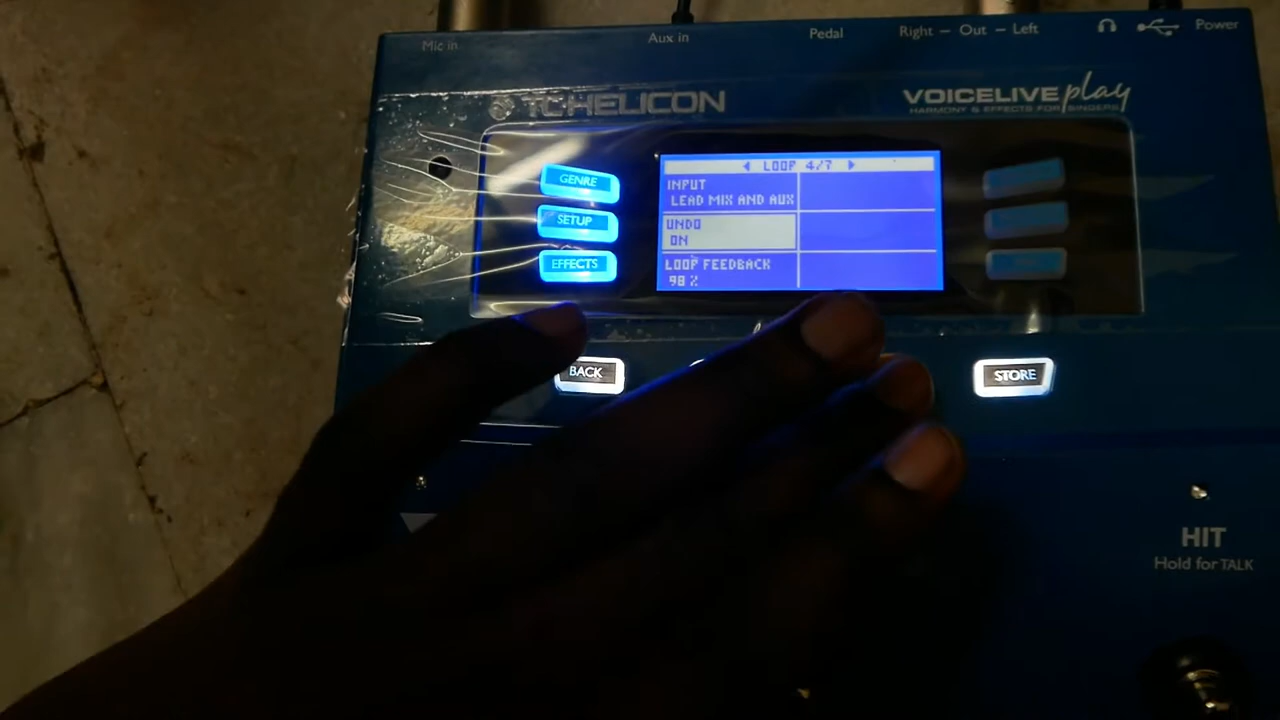 Mic in
Aux in
Pedal
Right – Out – Left
Power
TC HELICON
VOICELIVE play
HARMONY & EFFECTS FOR SINGERS
GENRE
SETUP
EFFECTS
LOOP 4/7
INPUT
LEAD MIX AND AUX
UNDO
ON
LOOP FEEDBACK
98 %
BACK
STORE
HIT
Hold for TALK